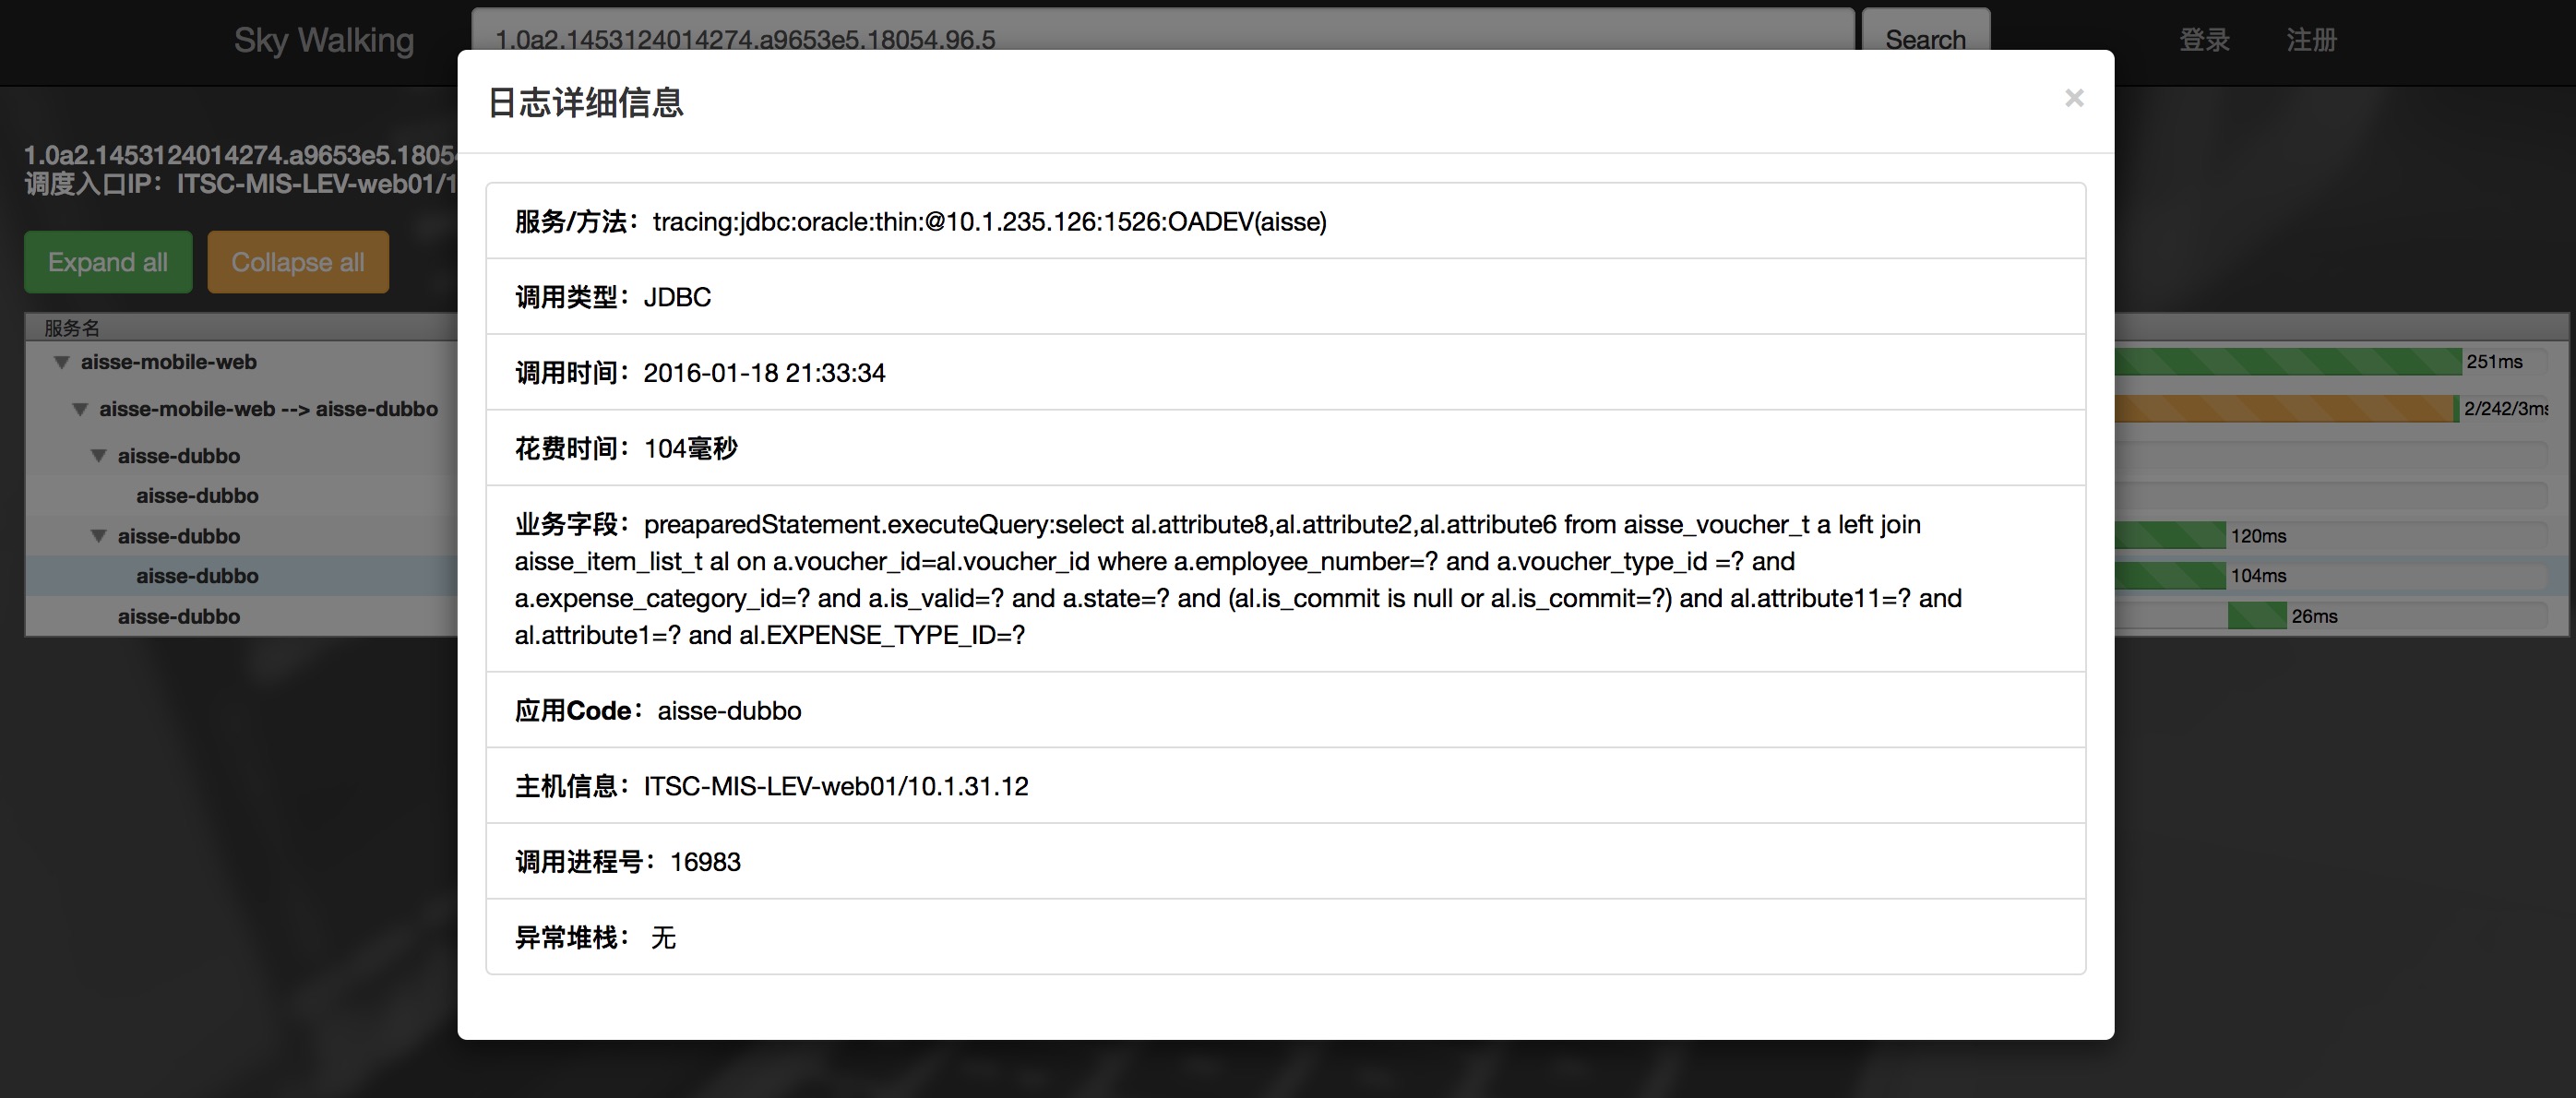 Sky Walking
1.0a2.1453124014274.a9653e5.18054.96.5
Search
登录
注册
1.0a2.1453124014274.a9653e5.1805
调度入口IP：ITSC-MIS-LEV-web01/1
Expand all
Collapse all
服务名
aisse-mobile-web
251ms
aisse-mobile-web --> aisse-dubbo
2/242/3ms
aisse-dubbo
aisse-dubbo
aisse-dubbo
120ms
aisse-dubbo
104ms
aisse-dubbo
26ms
日志详细信息
×
服务/方法：tracing:jdbc:oracle:thin:@10.1.235.126:1526:OADEV(aisse)
调用类型：JDBC
调用时间：2016-01-18 21:33:34
花费时间：104毫秒
业务字段：preaparedStatement.executeQuery:select al.attribute8,al.attribute2,al.attribute6 from aisse_voucher_t a left join
aisse_item_list_t al on a.voucher_id=al.voucher_id where a.employee_number=? and a.voucher_type_id =? and
a.expense_category_id=? and a.is_valid=? and a.state=? and (al.is_commit is null or al.is_commit=?) and al.attribute11=? and
al.attribute1=? and al.EXPENSE_TYPE_ID=?
应用Code：aisse-dubbo
主机信息：ITSC-MIS-LEV-web01/10.1.31.12
调用进程号：16983
异常堆栈： 无